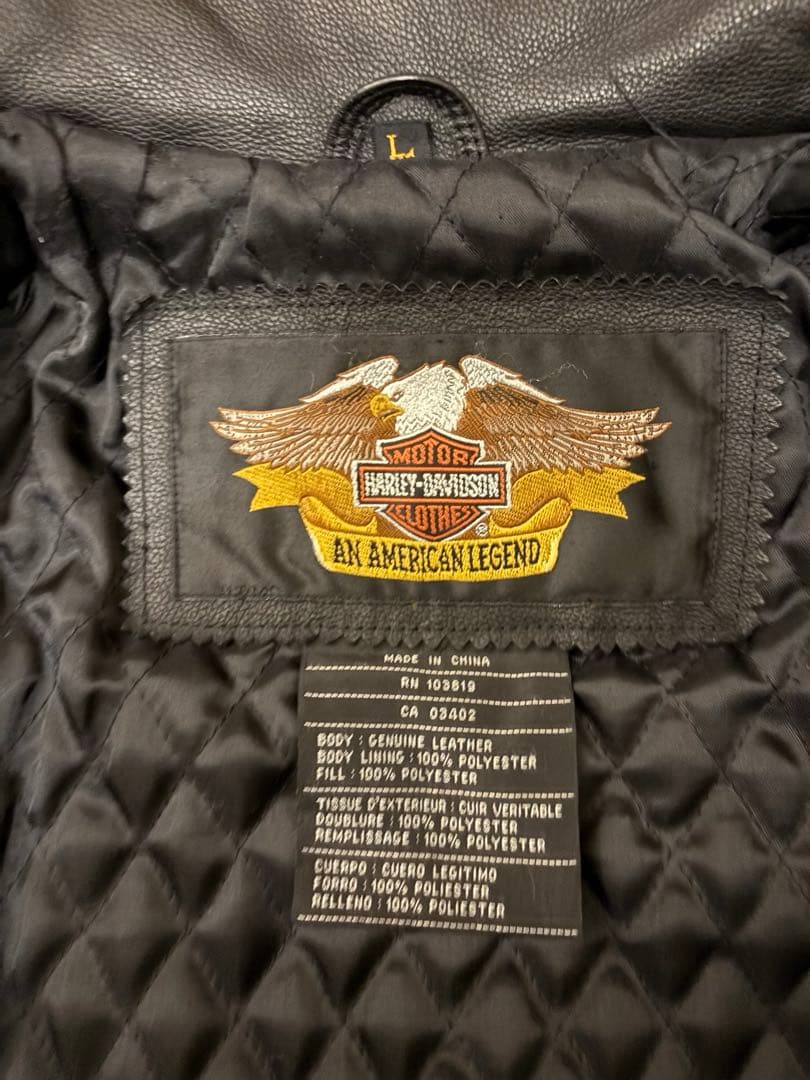 L
MOTOR
HARLEY-DAVIDSON
CLOTHES
®
AN AMERICAN LEGEND
MADE IN CHINA
RN 103819
CA 03402
BODY : GENUINE LEATHER
BODY LINING : 100% POLYESTER
FILL : 100% POLYESTER
TISSUE D'EXTERIEUR : CUIR VERITABLE
DOUBLURE : 100% POLYESTER
REMPLISSAGE : 100% POLYESTER
CUERPO : CUERO LEGITIMO
FORRO : 100% POLIESTER
RELLENO : 100% POLIESTER